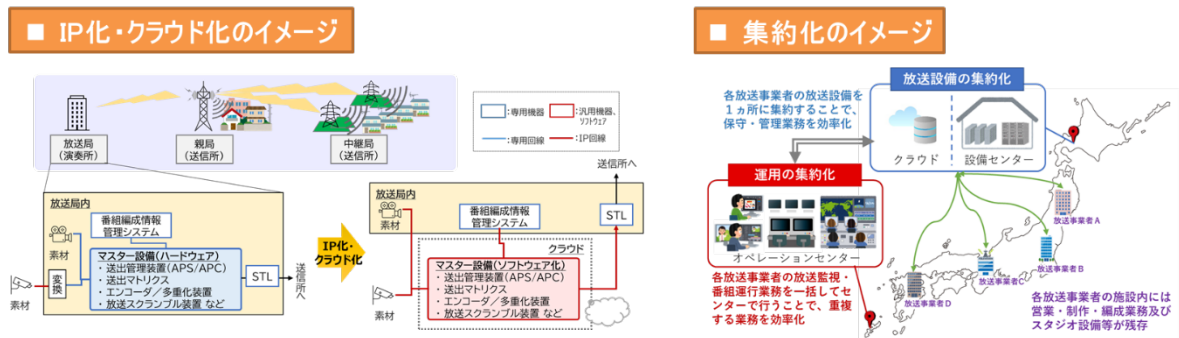 ■ IP化・クラウド化のイメージ
放送局
(演奏所)
親局
(送信所)
中継局
(送信所)
:専用機器
:汎用機器、
ソフトウェア
:専用回線
:IP回線
放送局内
番組編成情報
管理システム
素材
変換
素材
マスター設備(ハードウェア)
・送出管理装置(APS/APC)
・送出マトリクス
・エンコーダ/多重化装置
・放送スクランブル装置 など
STL
送信所へ
IP化・
クラウド化
送信所へ
放送局内
素材
番組編成情報
管理システム
STL
クラウド
素材
マスター設備(ソフトウェア化)
・送出管理装置(APS/APC)
・送出マトリクス
・エンコーダ/多重化装置
・放送スクランブル装置 など
■ 集約化のイメージ
放送設備の集約化
各放送事業者の放送設備を
1ヵ所に集約することで、
保守・管理業務を効率化
クラウド
設備センター
運用の集約化
オペレーションセンター
各放送事業者の放送監視・
番組運行業務を一括してセ
ンターで行うことで、重複
する業務を効率化
放送事業者A
放送事業者B
放送事業者C
放送事業者D
各放送事業者の施設内には
営業・制作・編成業務及び
スタジオ設備等が残存